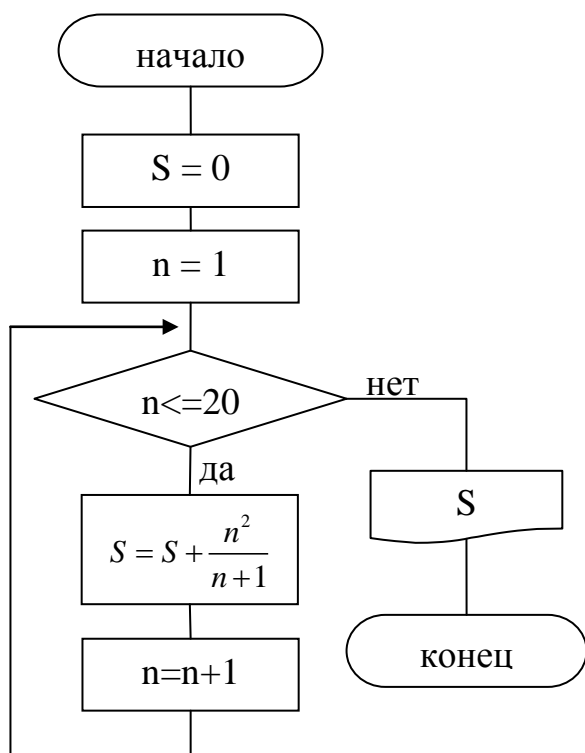 начало
S = 0
n = 1
n<=20
нет
да
S
S = S + n²/(n+1)
n=n+1
конец